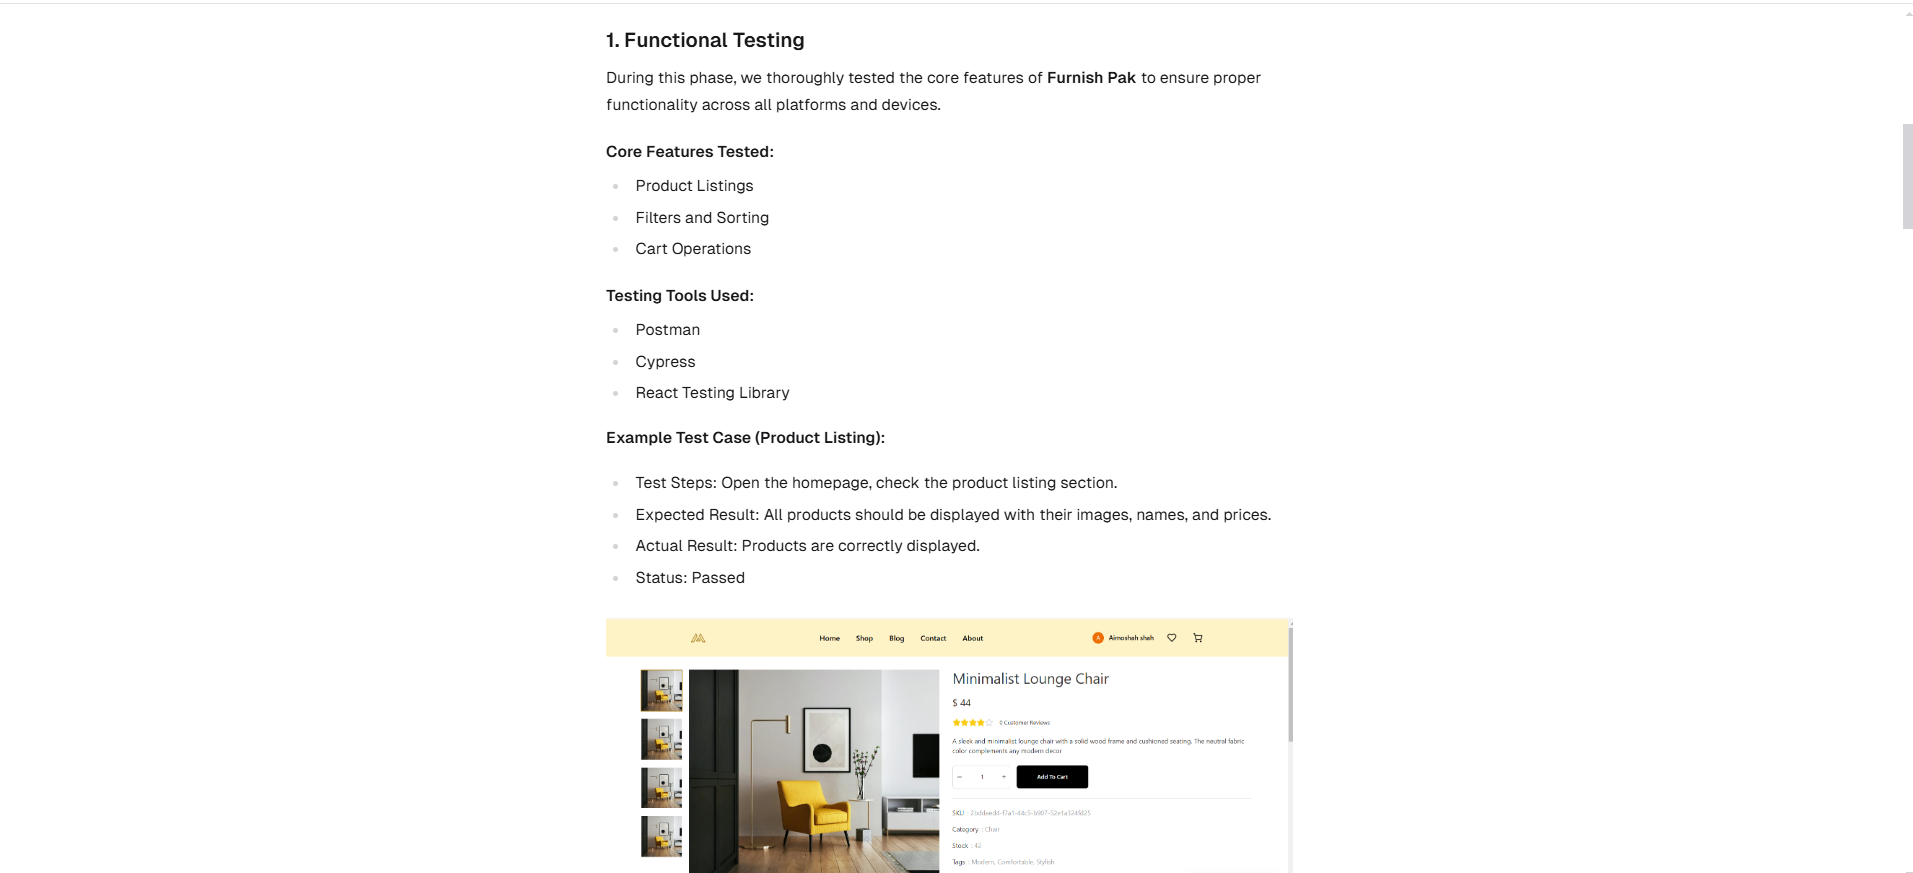 1. Functional Testing
During this phase, we thoroughly tested the core features of Furnish Pak to ensure proper
functionality across all platforms and devices.
Core Features Tested:
Product Listings
Filters and Sorting
Cart Operations
Testing Tools Used:
Postman
Cypress
React Testing Library
Example Test Case (Product Listing):
Test Steps: Open the homepage, check the product listing section.
Expected Result: All products should be displayed with their images, names, and prices.
Actual Result: Products are correctly displayed.
Status: Passed
Home Shop Blog Contact About A Aimashah shah
Minimalist Lounge Chair
$ 44
0 Customer Reviews
A sleek and minimalist lounge chair with a solid wood frame and cushioned seating. The neutral fabric
color complements any modern decor
− 1 + Add To Cart
SKU :
Category : Chair
Stock : 42
Tags : Modern, Comfortable, Stylish